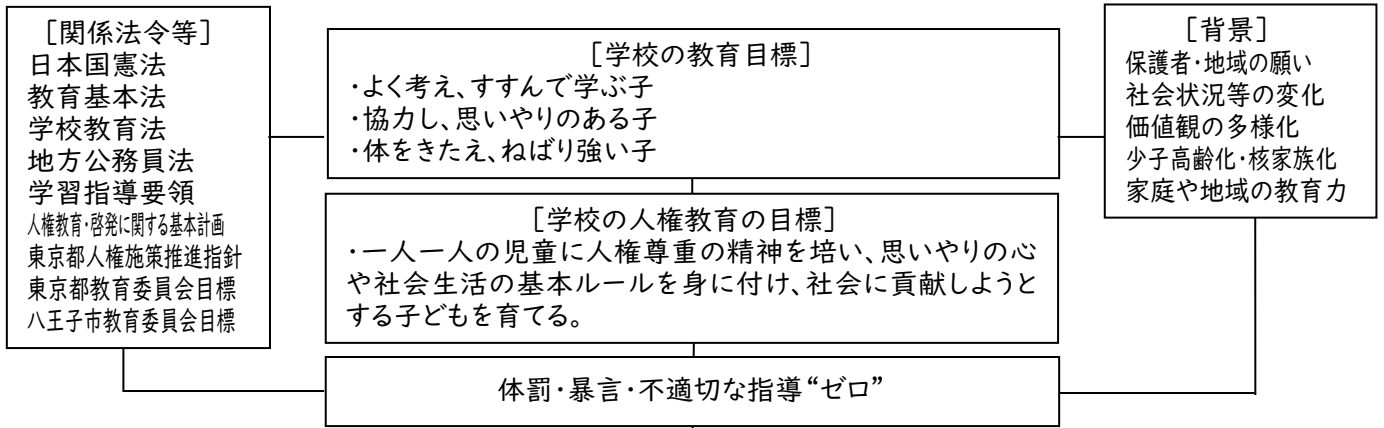 [関係法令等]
日本国憲法
教育基本法
学校教育法
地方公務員法
学習指導要領
人権教育・啓発に関する基本計画
東京都人権施策推進指針
東京都教育委員会目標
八王子市教育委員会目標
[学校の教育目標]
・よく考え、すすんで学ぶ子
・協力し、思いやりのある子
・体をきたえ、ねばり強い子
[背景]
保護者・地域の願い
社会状況等の変化
価値観の多様化
少子高齢化・核家族化
家庭や地域の教育力
[学校の人権教育の目標]
・一人一人の児童に人権尊重の精神を培い、思いやりの心
や社会生活の基本ルールを身に付け、社会に貢献しようと
する子どもを育てる。
体罰・暴言・不適切な指導“ゼロ”